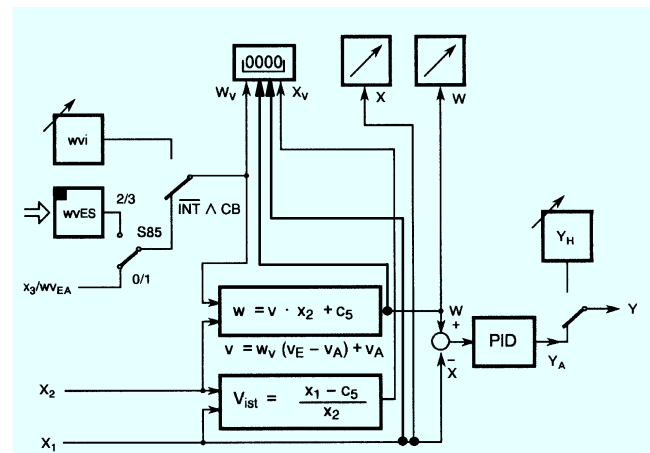 0000
W_V
X_V
X
W
wvi
wvES
2/3
S85
0/1
INT ∧ CB
x₃/wv_EA
Y_H
w = v · x₂ + c₅
v = w_v (v_E – v_A) + v_A
W
+
–
X
PID
Y_A
Y
X₂
V_ist = x₁ – c₅ / x₂
X₁